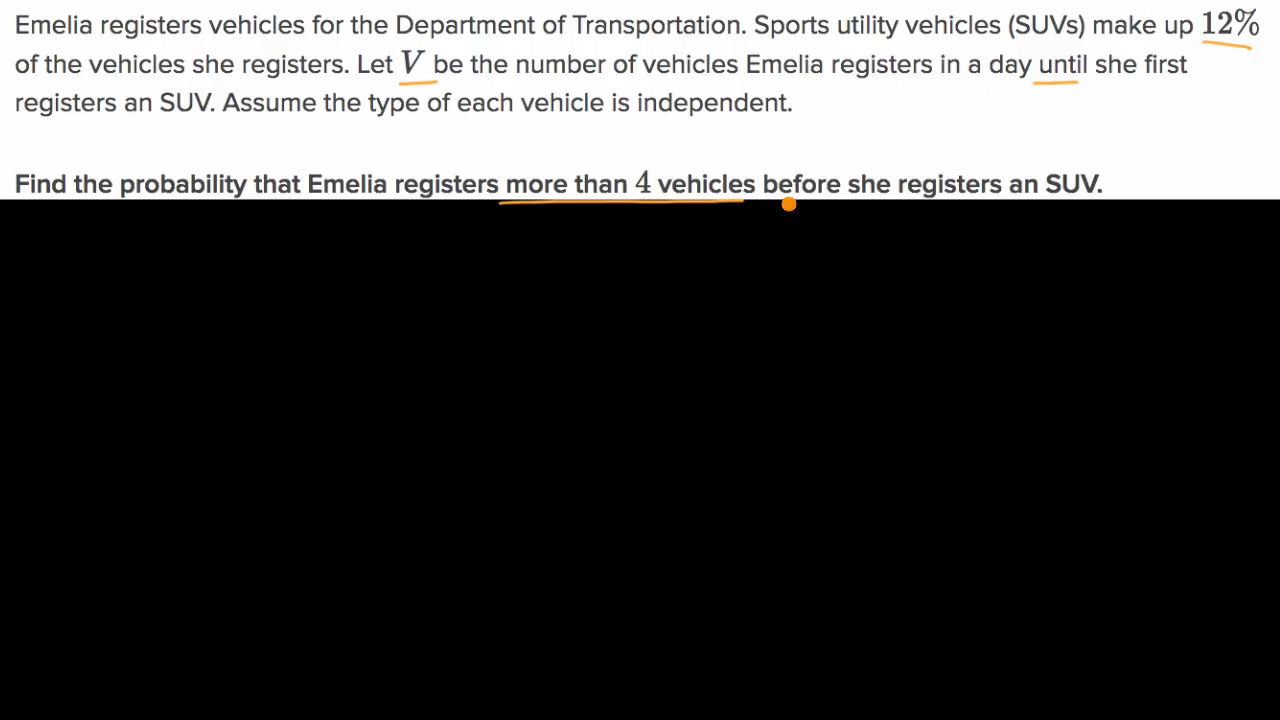 Emelia registers vehicles for the Department of Transportation. Sports utility vehicles (SUVs) make up 12%
of the vehicles she registers. Let V be the number of vehicles Emelia registers in a day until she first
registers an SUV. Assume the type of each vehicle is independent.
Find the probability that Emelia registers more than 4 vehicles before she registers an SUV.